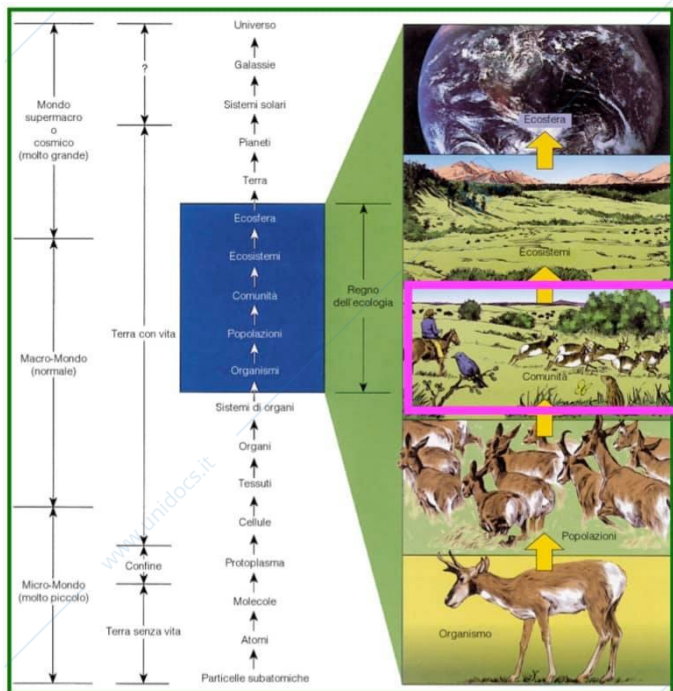 Mondo
supermacro
o
cosmico
(molto grande)
Macro-Mondo
(normale)
Micro-Mondo
(molto piccolo)
?
Terra con vita
Confine
Terra senza vita
Universo
Galassie
Sistemi solari
Pianeti
Terra
Ecosfera
Ecosistemi
Comunità
Popolazioni
Organismi
Sistemi di organi
Organi
Tessuti
Cellule
Protoplasma
Molecole
Atomi
Particelle subatomiche
Regno
dell'ecologia
Ecosfera
Ecosistemi
Comunità
Popolazioni
Organismo
www.unidocs.it